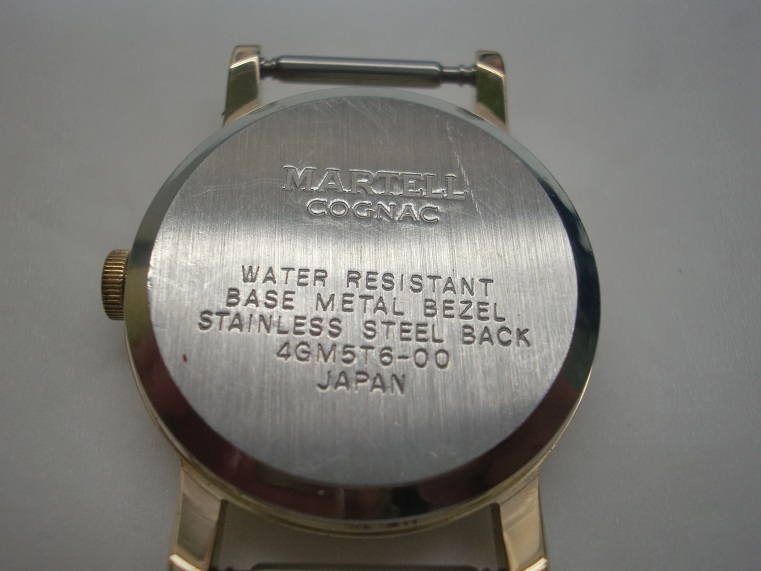 MARTELL
COGNAC
WATER RESISTANT
BASE METAL BEZEL
STAINLESS STEEL BACK
4GM5T6-00
JAPAN